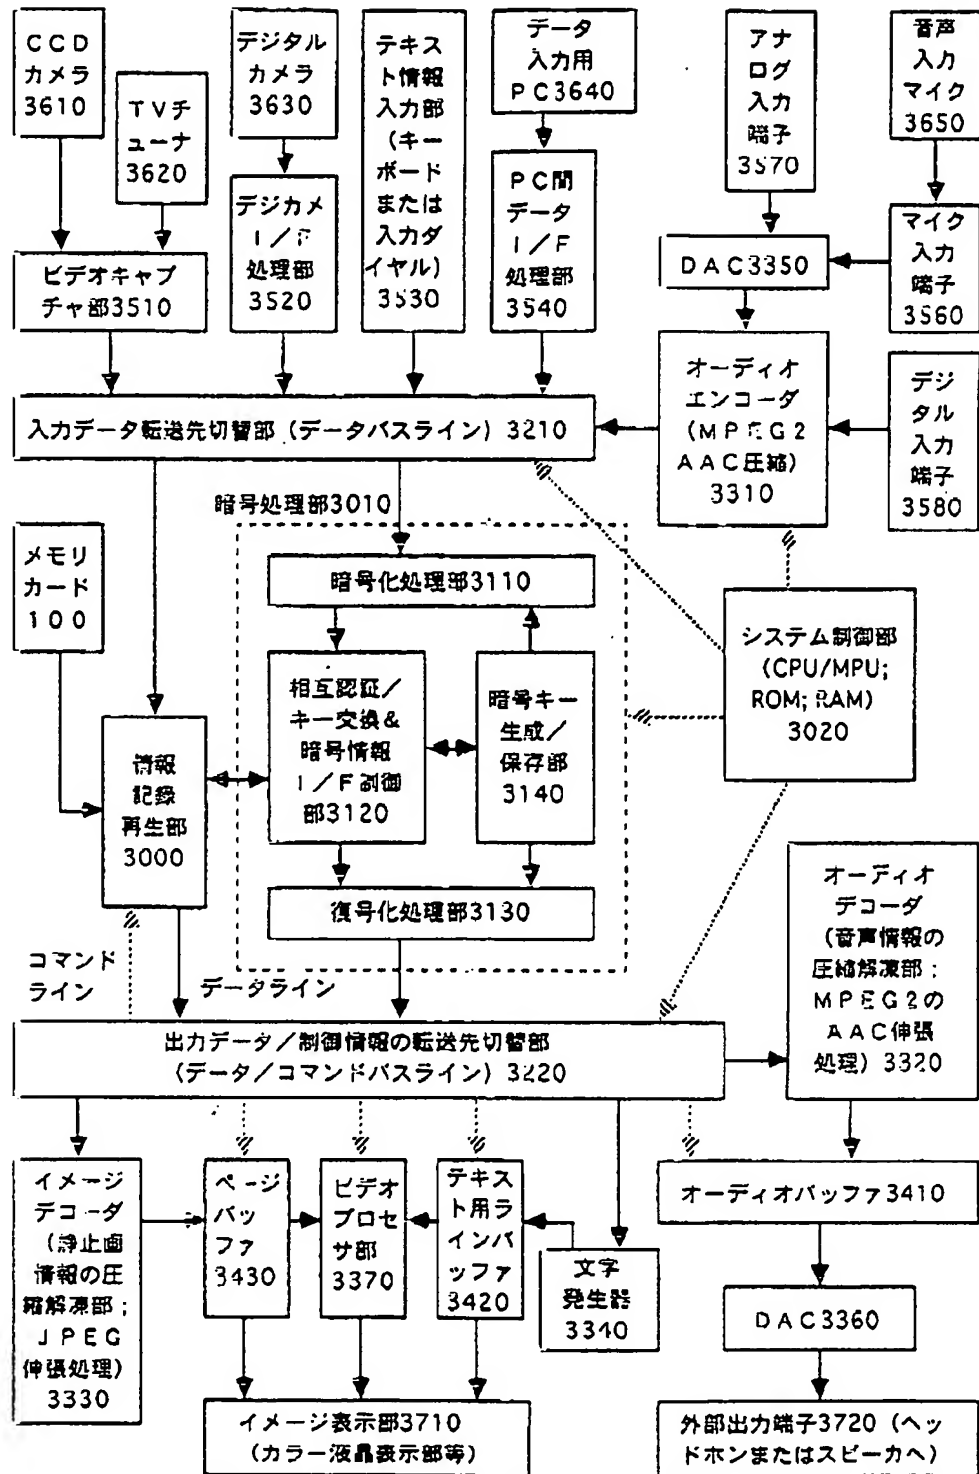 CCD
カメラ
3610
TVチ
ューナ
3620
デジタル
カメラ
3630
テキス
ト情報
入力部
(キー
ボード
または
入力ダ
イヤル)
3530
データ
入力用
PC3640
アナ
ログ
入力
端子
3570
音声
入力
マイク
3650
ビデオキャプ
チャ部3510
デジカメ
I/F
処理部
3520
PC間
データ
I/F
処理部
3540
DAC3350
マイク
入力
端子
3560
入力データ転送先切替部(データバスライン)3210
オーディオ
エンコーダ
(MPEG2
AAC圧縮)
3310
デジ
タル
入力
端子
3580
暗号処理部3010
メモリ
カード
100
暗号化処理部3110
相互認証/
キー交換&
暗号情報
I/F制御
部3120
暗号キー
生成/
保存部
3140
復号化処理部3130
システム制御部
(CPU/MPU;
ROM; RAM)
3020
情報
記録
再生部
3000
コマンド
ライン
データライン
オーディオ
デコーダ
(音声情報の
圧縮解凍部;
MPEG2の
AAC伸張
処理)3320
出力データ/制御情報の転送先切替部
(データ/コマンドバスライン)3220
イメージ
デコーダ
(静止画
情報の圧
縮解凍部;
JPEG
伸張処理)
3330
ページ
バッ
ファ
3430
ビデオ
プロセ
サ部
3370
テキス
ト用ラ
インバ
ッファ
3420
文字
発生器
3340
オーディオバッファ3410
DAC3360
イメージ表示部3710
(カラー液晶表示部等)
外部出力端子3720(ヘッ
ドホンまたはスピーカへ)